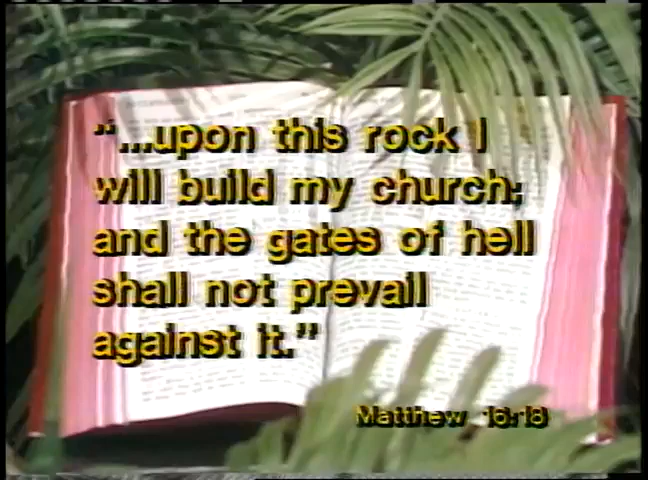 “...upon this rock I
will build my church;
and the gates of hell
shall not prevail
against it.”
Matthew 16:18